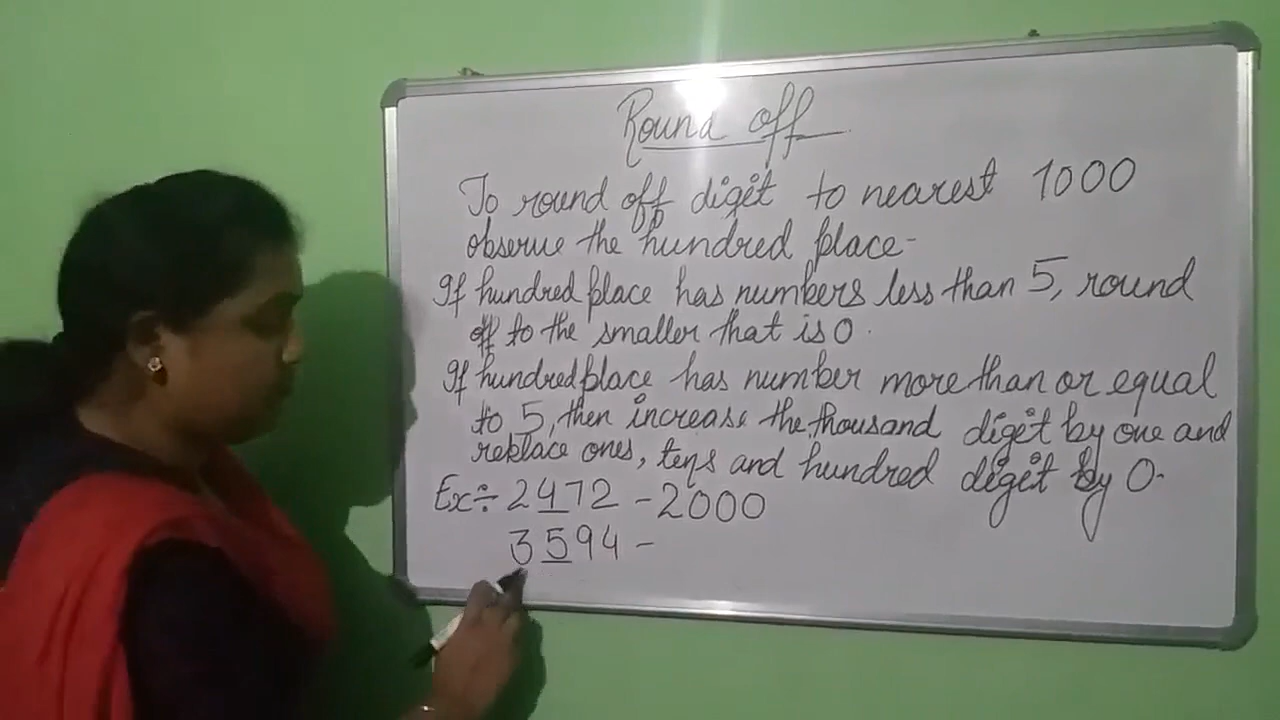 Round off
To round off digit to nearest 1000
observe the hundred place-
If hundred place has numbers less than 5, round
off to the smaller that is 0.
If hundred place has number more than or equal
to 5, then increase the thousand digit by one and
replace ones, tens and hundred digit by 0.
Ex÷ 2472 - 2000
3594 -